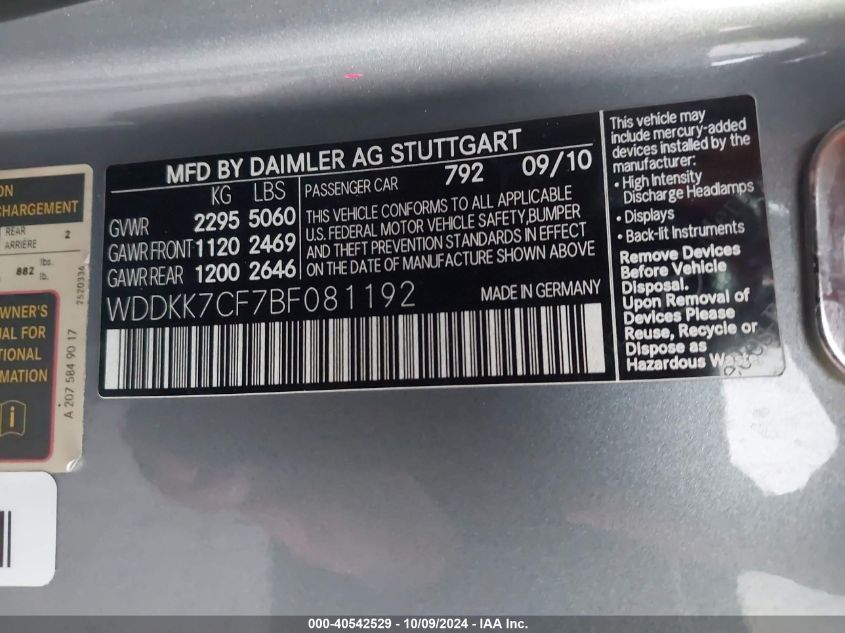 ON
CHARGEMENT
REAR
ARRIÈRE 2
882 lbs.
lb.
WNER'S
AL FOR
TIONAL
RMATION
i
A 207 584 90 17
2520336
MFD BY DAIMLER AG STUTTGART
KG LBS
GVWR 2295 5060
GAWR FRONT 1120 2469
GAWR REAR 1200 2646
PASSENGER CAR 792 09/10
THIS VEHICLE CONFORMS TO ALL APPLICABLE
U.S. FEDERAL MOTOR VEHICLE SAFETY,BUMPER
AND THEFT PREVENTION STANDARDS IN EFFECT
ON THE DATE OF MANUFACTURE SHOWN ABOVE
WDDKK7CF7BF081192 MADE IN GERMANY
This vehicle may
include mercury-added
devices installed by the
manufacturer:
• High Intensity
Discharge Headlamps
• Displays
• Back-lit Instruments
Remove Devices
Before Vehicle
Disposal.
Upon Removal of
Devices Please
Reuse, Recycle or
Dispose as
Hazardous Waste
000-40542529 - 10/09/2024 - IAA Inc.